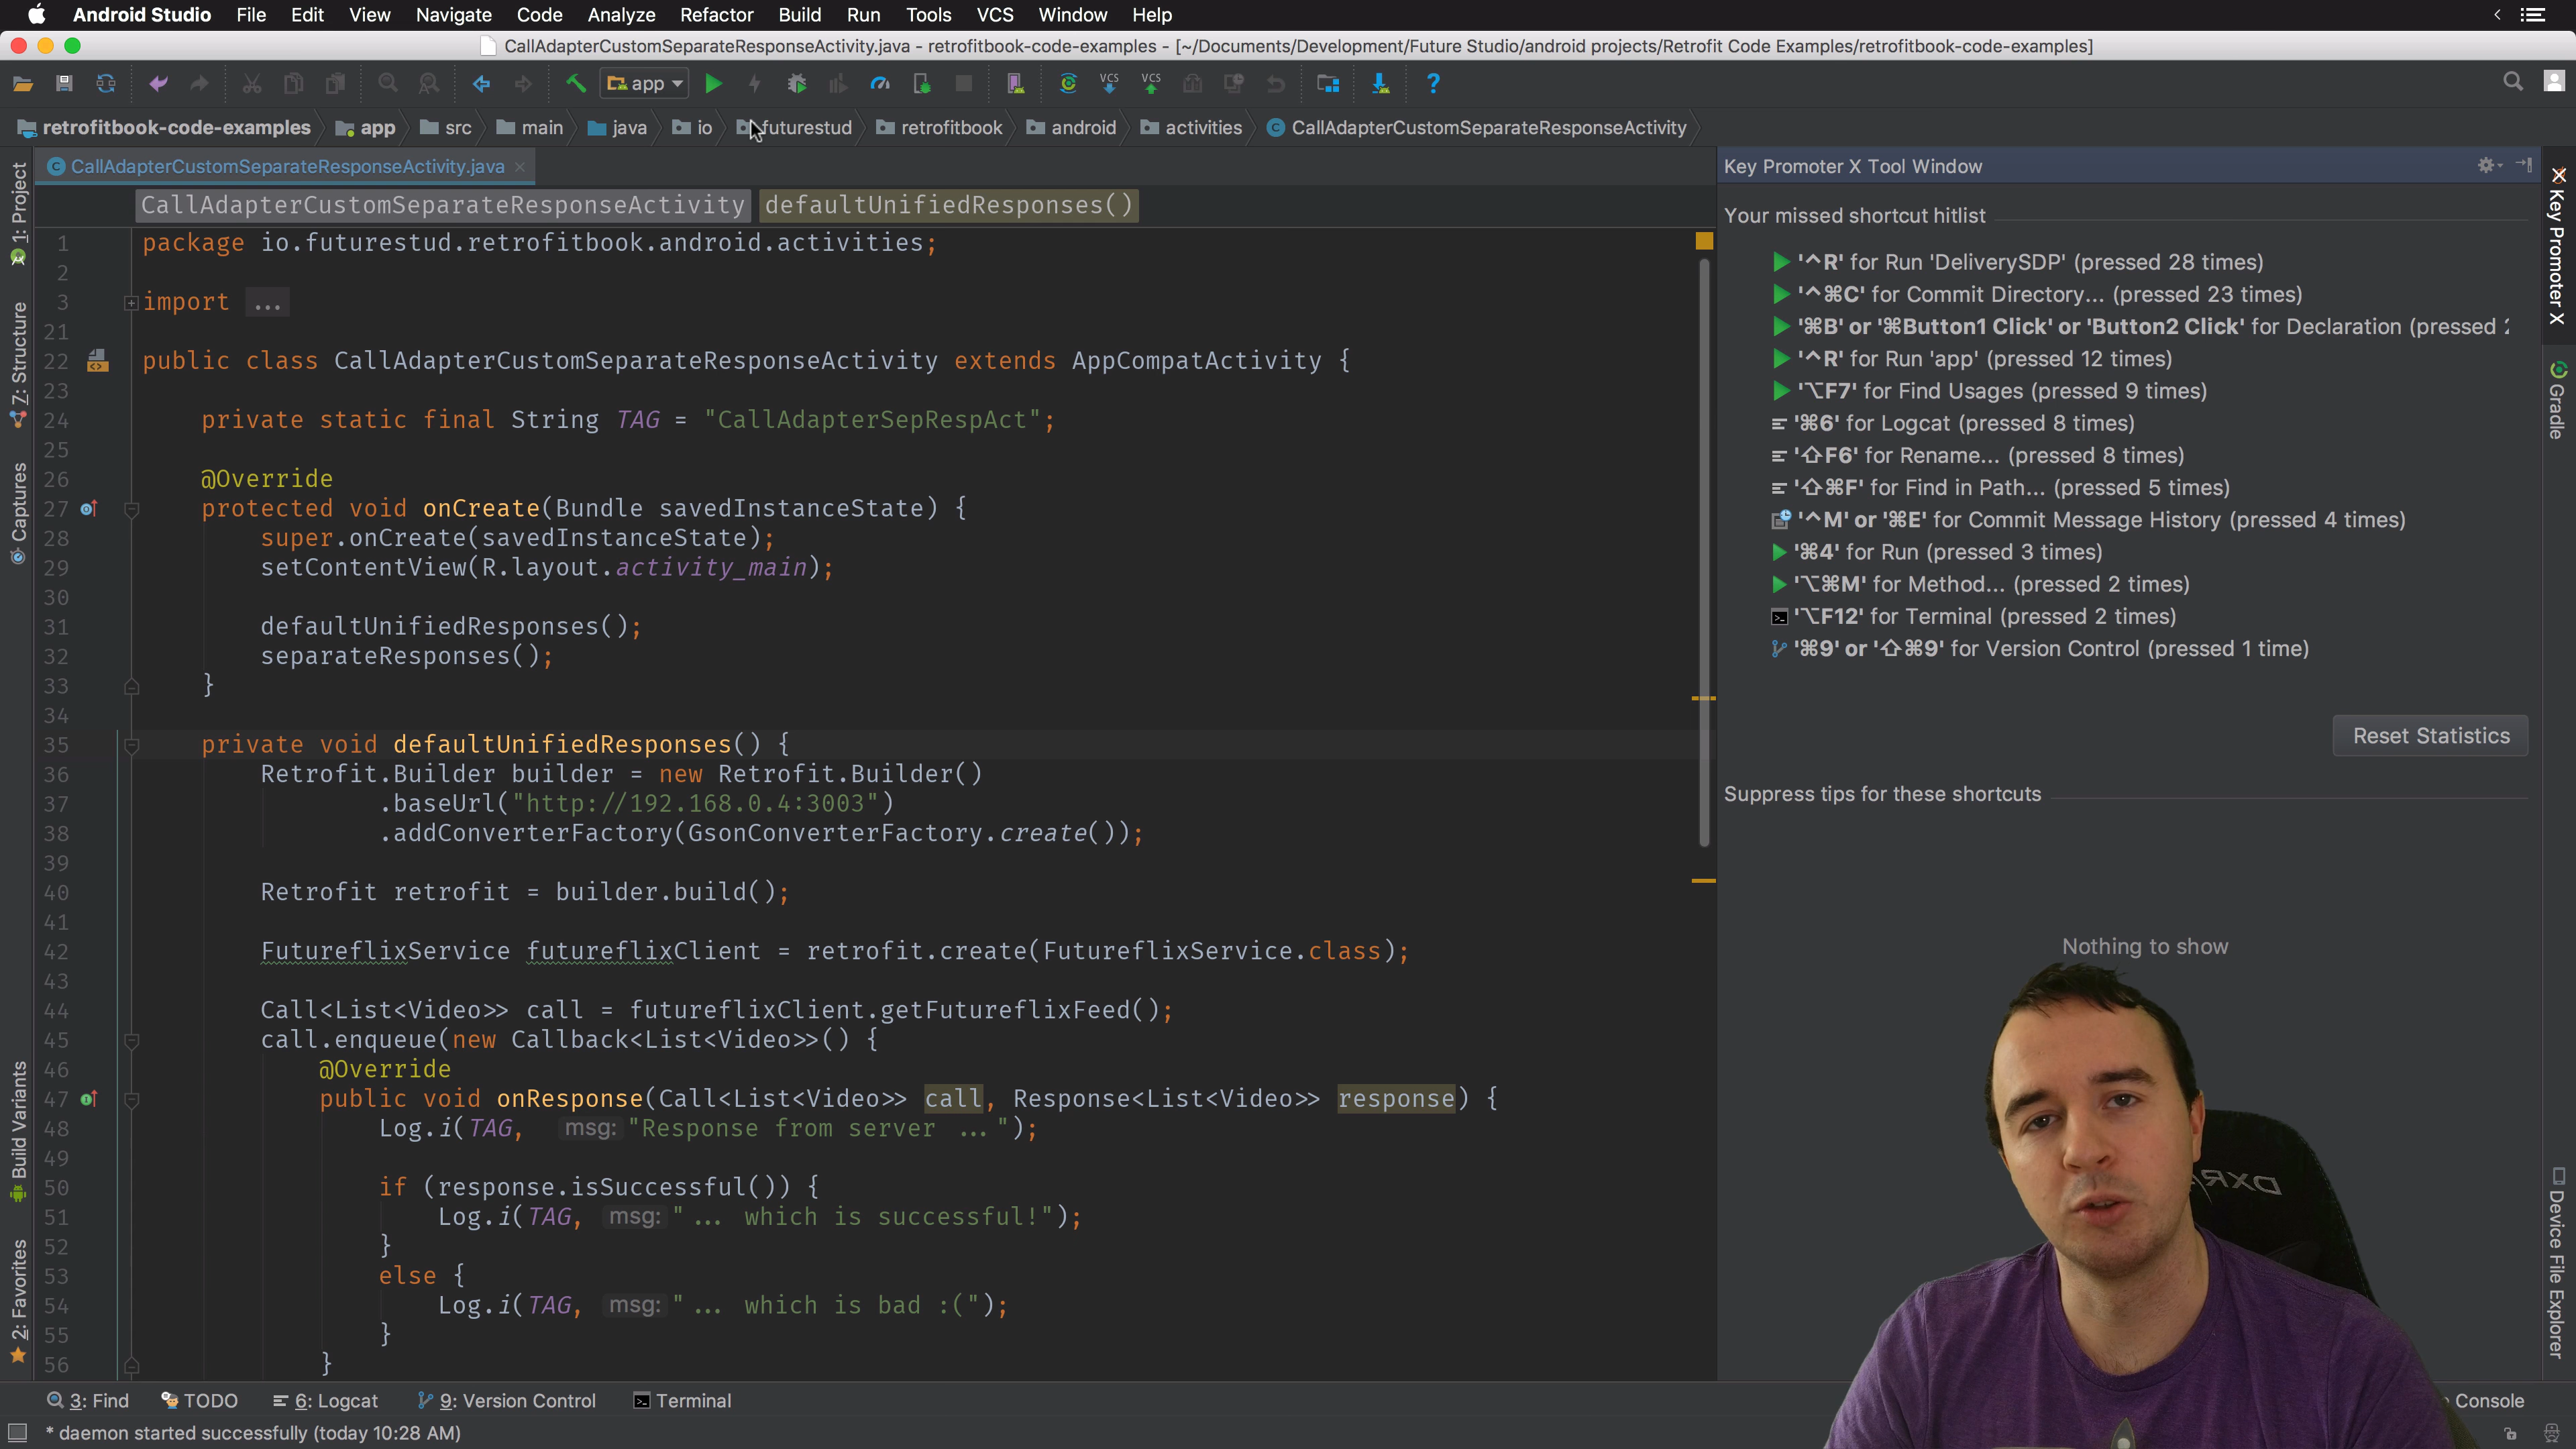 Android Studio File Edit View Navigate Code Analyze Refactor Build Run Tools VCS Window Help
CallAdapterCustomSeparateResponseActivity.java - retrofitbook-code-examples - [~/Documents/Development/Future Studio/android projects/Retrofit Code Examples/retrofitbook-code-examples]
app VCS VCS ?
retrofitbook-code-examples app src main java io futurestud retrofitbook android activities CallAdapterCustomSeparateResponseActivity
CallAdapterCustomSeparateResponseActivity.java
CallAdapterCustomSeparateResponseActivity defaultUnifiedResponses()
1 package io.futurestud.retrofitbook.android.activities;
2
3 import ...
21
22 public class CallAdapterCustomSeparateResponseActivity extends AppCompatActivity {
23
24 private static final String TAG = "CallAdapterSepRespAct";
25
26 @Override
27 protected void onCreate(Bundle savedInstanceState) {
28 super.onCreate(savedInstanceState);
29 setContentView(R.layout.activity_main);
30
31 defaultUnifiedResponses();
32 separateResponses();
33 }
34
35 private void defaultUnifiedResponses() {
36 Retrofit.Builder builder = new Retrofit.Builder()
37 .baseUrl("http://192.168.0.4:3003")
38 .addConverterFactory(GsonConverterFactory.create());
39
40 Retrofit retrofit = builder.build();
41
42 FutureflixService futureflixClient = retrofit.create(FutureflixService.class);
43
44 Call<List<Video>> call = futureflixClient.getFutureflixFeed();
45 call.enqueue(new Callback<List<Video>>() {
46 @Override
47 public void onResponse(Call<List<Video>> call, Response<List<Video>> response) {
48 Log.i(TAG, msg: "Response from server ...");
49
50 if (response.isSuccessful()) {
51 Log.i(TAG, msg: "... which is successful!");
52 }
53 else {
54 Log.i(TAG, msg: "... which is bad :(");
55 }
56 }
Key Promoter X Tool Window
Your missed shortcut hitlist
'^R' for Run 'DeliverySDP' (pressed 28 times)
'^⌘C' for Commit Directory... (pressed 23 times)
'⌘B' or '⌘Button1 Click' or 'Button2 Click' for Declaration (pressed
'^R' for Run 'app' (pressed 12 times)
'⌥F7' for Find Usages (pressed 9 times)
'⌘6' for Logcat (pressed 8 times)
'⇧F6' for Rename... (pressed 8 times)
'⇧⌘F' for Find in Path... (pressed 5 times)
'^M' or '⌘E' for Commit Message History (pressed 4 times)
'⌘4' for Run (pressed 3 times)
'⌥⌘M' for Method... (pressed 2 times)
'⌥F12' for Terminal (pressed 2 times)
'⌘9' or '⇧⌘9' for Version Control (pressed 1 time)
Reset Statistics
Suppress tips for these shortcuts
Nothing to show
DXRA
1: Project
7: Structure
Captures
Build Variants
2: Favorites
Key Promoter X
Gradle
Device File Explorer
3: Find TODO 6: Logcat 9: Version Control Terminal Console
* daemon started successfully (today 10:28 AM)